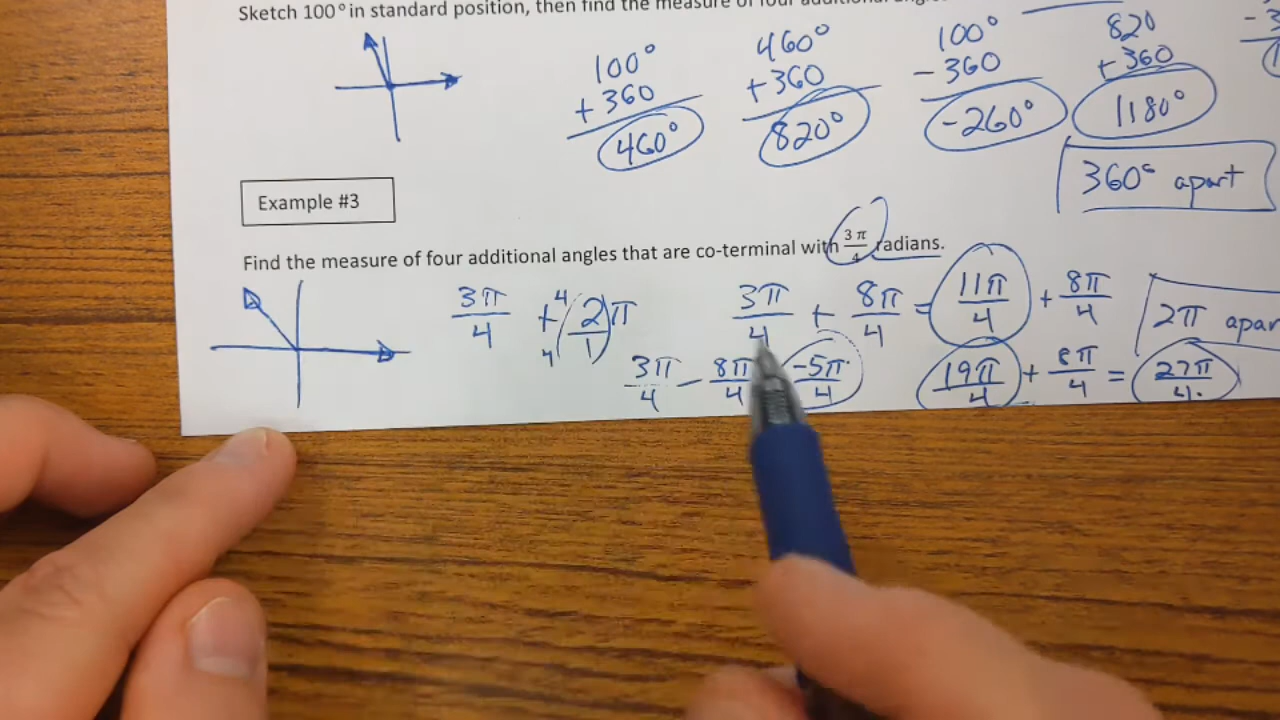 Sketch 100° in standard position, then find the measure of four additional
100° 460° 100° 820
+ 360 + 360 - 360 + 360
460° 820° -260° 1180°
360° apart
Example #3
Find the measure of four additional angles that are co-terminal with 3π/4 radians.
3π/4 + 4/4(2/1)π 3π/4 + 8π/4 = 11π/4 + 8π/4 2π apar
3π/4 - 8π/4 -5π/4 19π/4 + 8π/4 = 27π/4